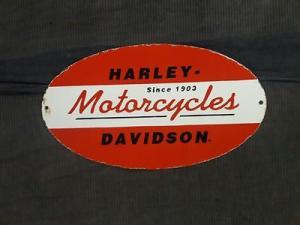 HARLEY-
Since 1903
Motorcycles
DAVIDSON.